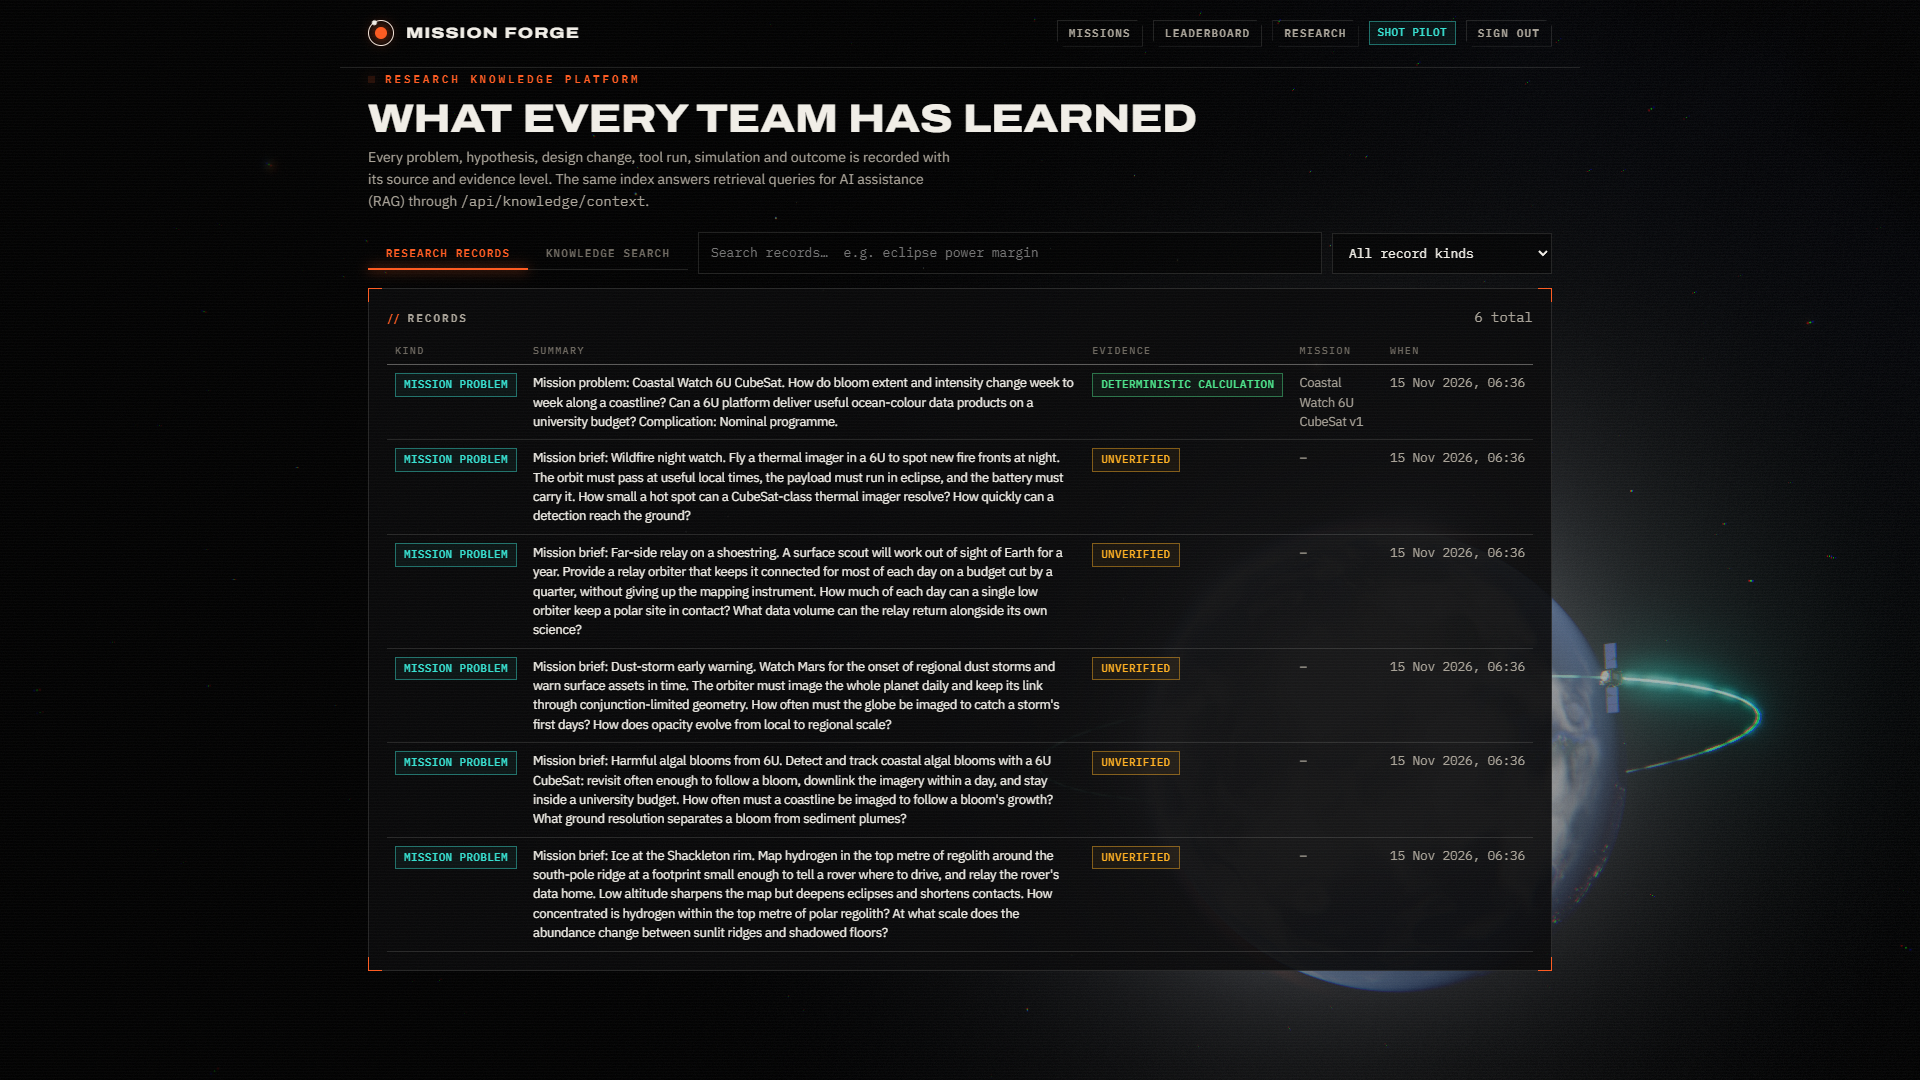 MISSION FORGE
MISSIONS
LEADERBOARD
RESEARCH
SHOT PILOT
SIGN OUT
RESEARCH KNOWLEDGE PLATFORM
WHAT EVERY TEAM HAS LEARNED
Every problem, hypothesis, design change, tool run, simulation and outcome is recorded with
its source and evidence level. The same index answers retrieval queries for AI assistance
(RAG) through /api/knowledge/context.
RESEARCH RECORDS
KNOWLEDGE SEARCH
Search records… e.g. eclipse power margin
All record kinds
// RECORDS
6 total
KIND SUMMARY EVIDENCE MISSION WHEN
MISSION PROBLEM
Mission problem: Coastal Watch 6U CubeSat. How do bloom extent and intensity change week to
week along a coastline? Can a 6U platform deliver useful ocean-colour data products on a
university budget? Complication: Nominal programme.
DETERMINISTIC CALCULATION
Coastal
Watch 6U
CubeSat v1
15 Nov 2026, 06:36
MISSION PROBLEM
Mission brief: Wildfire night watch. Fly a thermal imager in a 6U to spot new fire fronts at night.
The orbit must pass at useful local times, the payload must run in eclipse, and the battery must
carry it. How small a hot spot can a CubeSat-class thermal imager resolve? How quickly can a
detection reach the ground?
UNVERIFIED
–
15 Nov 2026, 06:36
MISSION PROBLEM
Mission brief: Far-side relay on a shoestring. A surface scout will work out of sight of Earth for a
year. Provide a relay orbiter that keeps it connected for most of each day on a budget cut by a
quarter, without giving up the mapping instrument. How much of each day can a single low
orbiter keep a polar site in contact? What data volume can the relay return alongside its own
science?
UNVERIFIED
–
15 Nov 2026, 06:36
MISSION PROBLEM
Mission brief: Dust-storm early warning. Watch Mars for the onset of regional dust storms and
warn surface assets in time. The orbiter must image the whole planet daily and keep its link
through conjunction-limited geometry. How often must the globe be imaged to catch a storm's
first days? How does opacity evolve from local to regional scale?
UNVERIFIED
–
15 Nov 2026, 06:36
MISSION PROBLEM
Mission brief: Harmful algal blooms from 6U. Detect and track coastal algal blooms with a 6U
CubeSat: revisit often enough to follow a bloom, downlink the imagery within a day, and stay
inside a university budget. How often must a coastline be imaged to follow a bloom's growth?
What ground resolution separates a bloom from sediment plumes?
UNVERIFIED
–
15 Nov 2026, 06:36
MISSION PROBLEM
Mission brief: Ice at the Shackleton rim. Map hydrogen in the top metre of regolith around the
south-pole ridge at a footprint small enough to tell a rover where to drive, and relay the rover's
data home. Low altitude sharpens the map but deepens eclipses and shortens contacts. How
concentrated is hydrogen within the top metre of polar regolith? At what scale does the
abundance change between sunlit ridges and shadowed floors?
UNVERIFIED
–
15 Nov 2026, 06:36